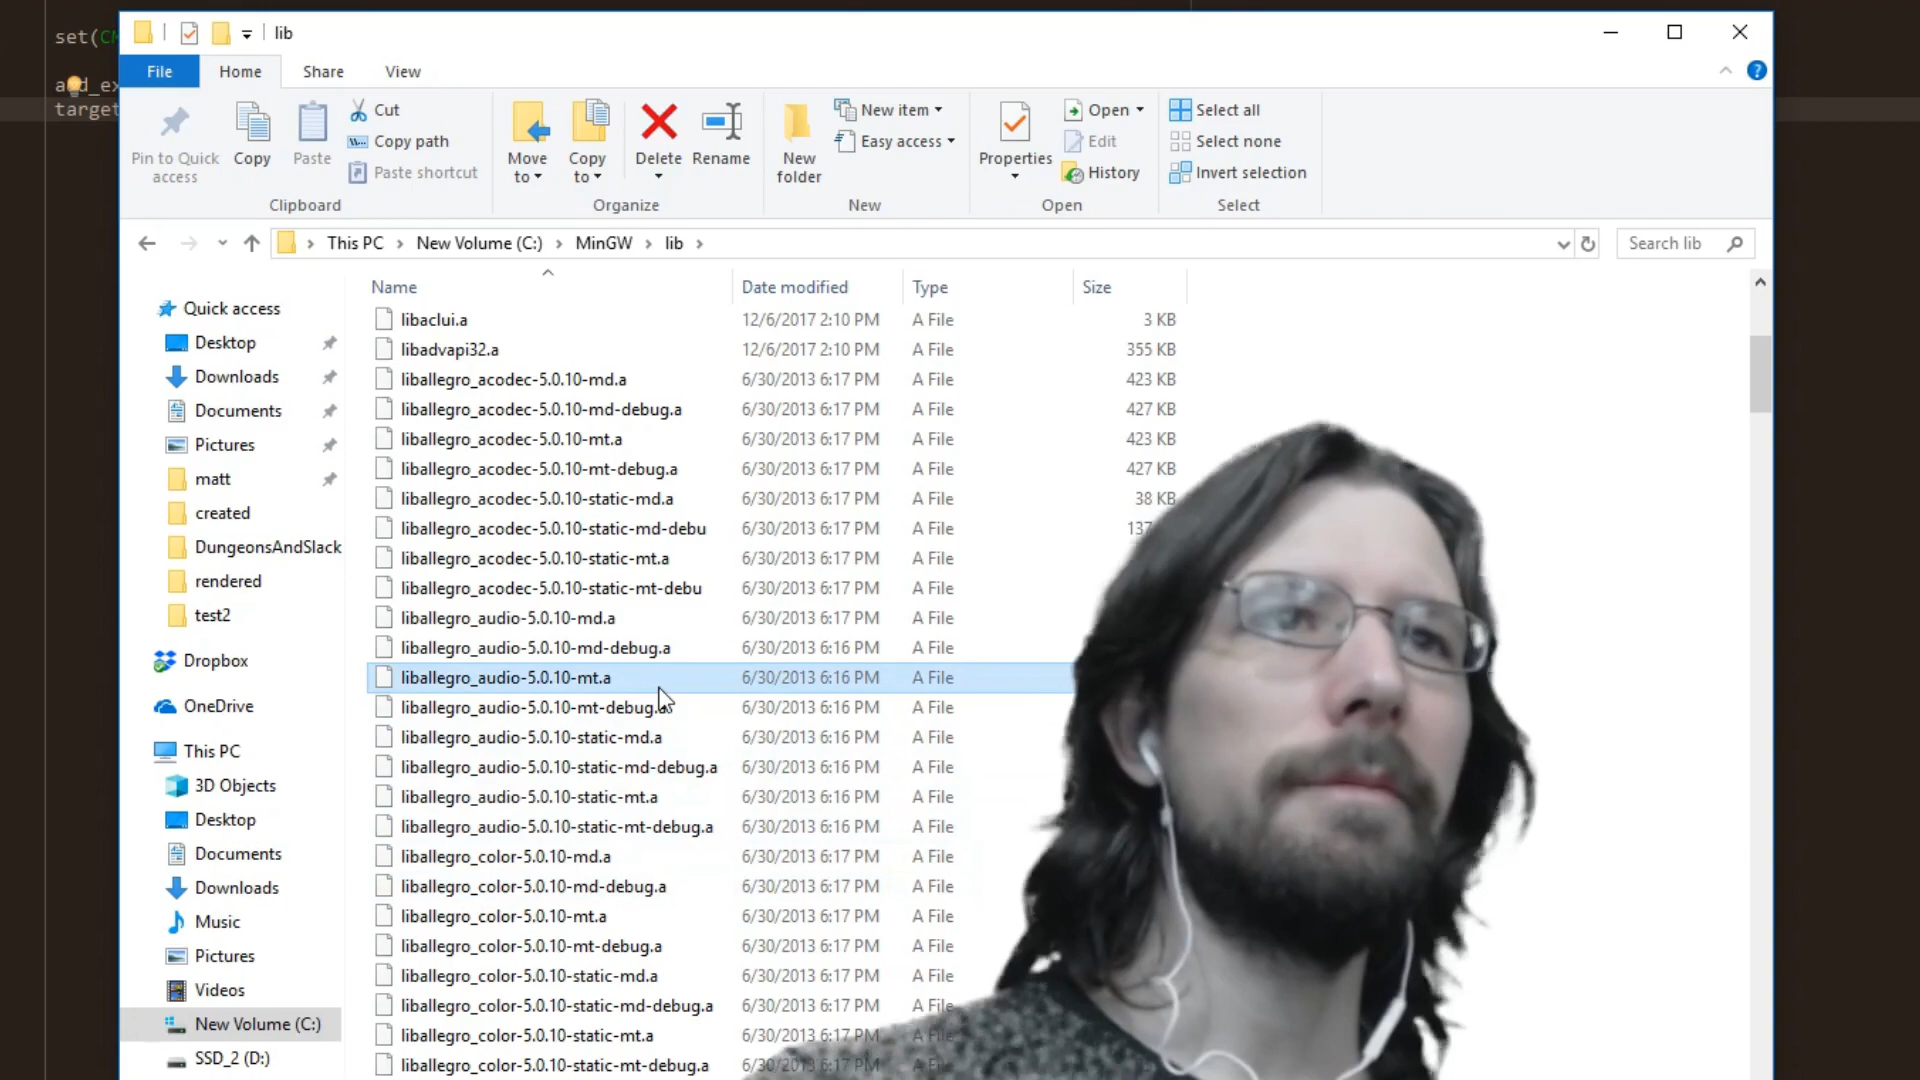 set(CM
lib
add_ex
target
File Home Share View
Pin to Quick access
Copy
Paste
Cut
Copy path
Paste shortcut
Clipboard
Move to
Copy to
Delete
Rename
Organize
New folder
New item
Easy access
New
Properties
Open
Edit
History
Open
Select all
Select none
Invert selection
Select
This PC > New Volume (C:) > MinGW > lib >
Search lib
Quick access
Desktop
Downloads
Documents
Pictures
matt
created
DungeonsAndSlack
rendered
test2
Dropbox
OneDrive
This PC
3D Objects
Desktop
Documents
Downloads
Music
Pictures
Videos
New Volume (C:)
SSD_2 (D:)
Name Date modified Type Size
libaclui.a 12/6/2017 2:10 PM A File 3 KB
libadvapi32.a 12/6/2017 2:10 PM A File 355 KB
liballegro_acodec-5.0.10-md.a 6/30/2013 6:17 PM A File 423 KB
liballegro_acodec-5.0.10-md-debug.a 6/30/2013 6:17 PM A File 427 KB
liballegro_acodec-5.0.10-mt.a 6/30/2013 6:17 PM A File 423 KB
liballegro_acodec-5.0.10-mt-debug.a 6/30/2013 6:17 PM A File 427 KB
liballegro_acodec-5.0.10-static-md.a 6/30/2013 6:17 PM A File 38 KB
liballegro_acodec-5.0.10-static-md-debu 6/30/2013 6:17 PM A File 137
liballegro_acodec-5.0.10-static-mt.a 6/30/2013 6:17 PM A File
liballegro_acodec-5.0.10-static-mt-debu 6/30/2013 6:17 PM A File
liballegro_audio-5.0.10-md.a 6/30/2013 6:17 PM A File
liballegro_audio-5.0.10-md-debug.a 6/30/2013 6:16 PM A File
liballegro_audio-5.0.10-mt.a 6/30/2013 6:16 PM A File
liballegro_audio-5.0.10-mt-debug.a 6/30/2013 6:16 PM A File
liballegro_audio-5.0.10-static-md.a 6/30/2013 6:16 PM A File
liballegro_audio-5.0.10-static-md-debug.a 6/30/2013 6:16 PM A File
liballegro_audio-5.0.10-static-mt.a 6/30/2013 6:16 PM A File
liballegro_audio-5.0.10-static-mt-debug.a 6/30/2013 6:16 PM A File
liballegro_color-5.0.10-md.a 6/30/2013 6:17 PM A File
liballegro_color-5.0.10-md-debug.a 6/30/2013 6:17 PM A File
liballegro_color-5.0.10-mt.a 6/30/2013 6:17 PM A File
liballegro_color-5.0.10-mt-debug.a 6/30/2013 6:17 PM A File
liballegro_color-5.0.10-static-md.a 6/30/2013 6:17 PM A File
liballegro_color-5.0.10-static-md-debug.a 6/30/2013 6:17 PM A File
liballegro_color-5.0.10-static-mt.a 6/30/2013 6:17 PM A File
liballegro_color-5.0.10-static-mt-debug.a 6/30/2013 6:17 PM A File